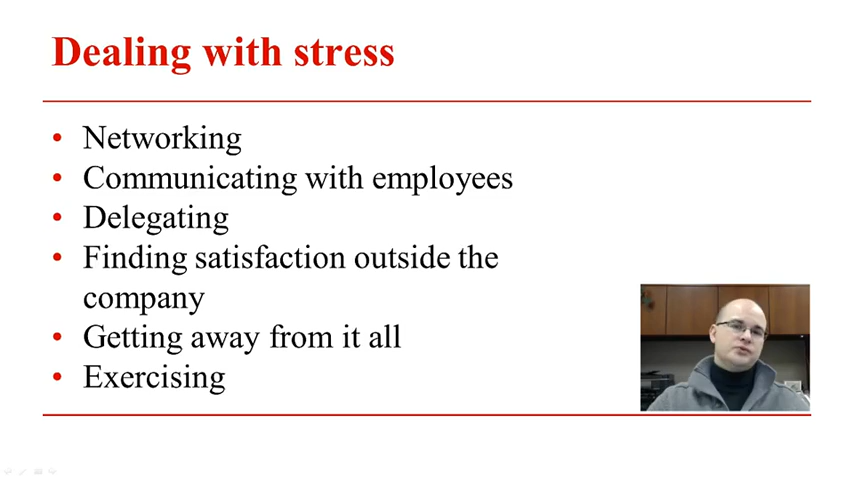 Dealing with stress
• Networking
• Communicating with employees
• Delegating
• Finding satisfaction outside the
company
• Getting away from it all
• Exercising